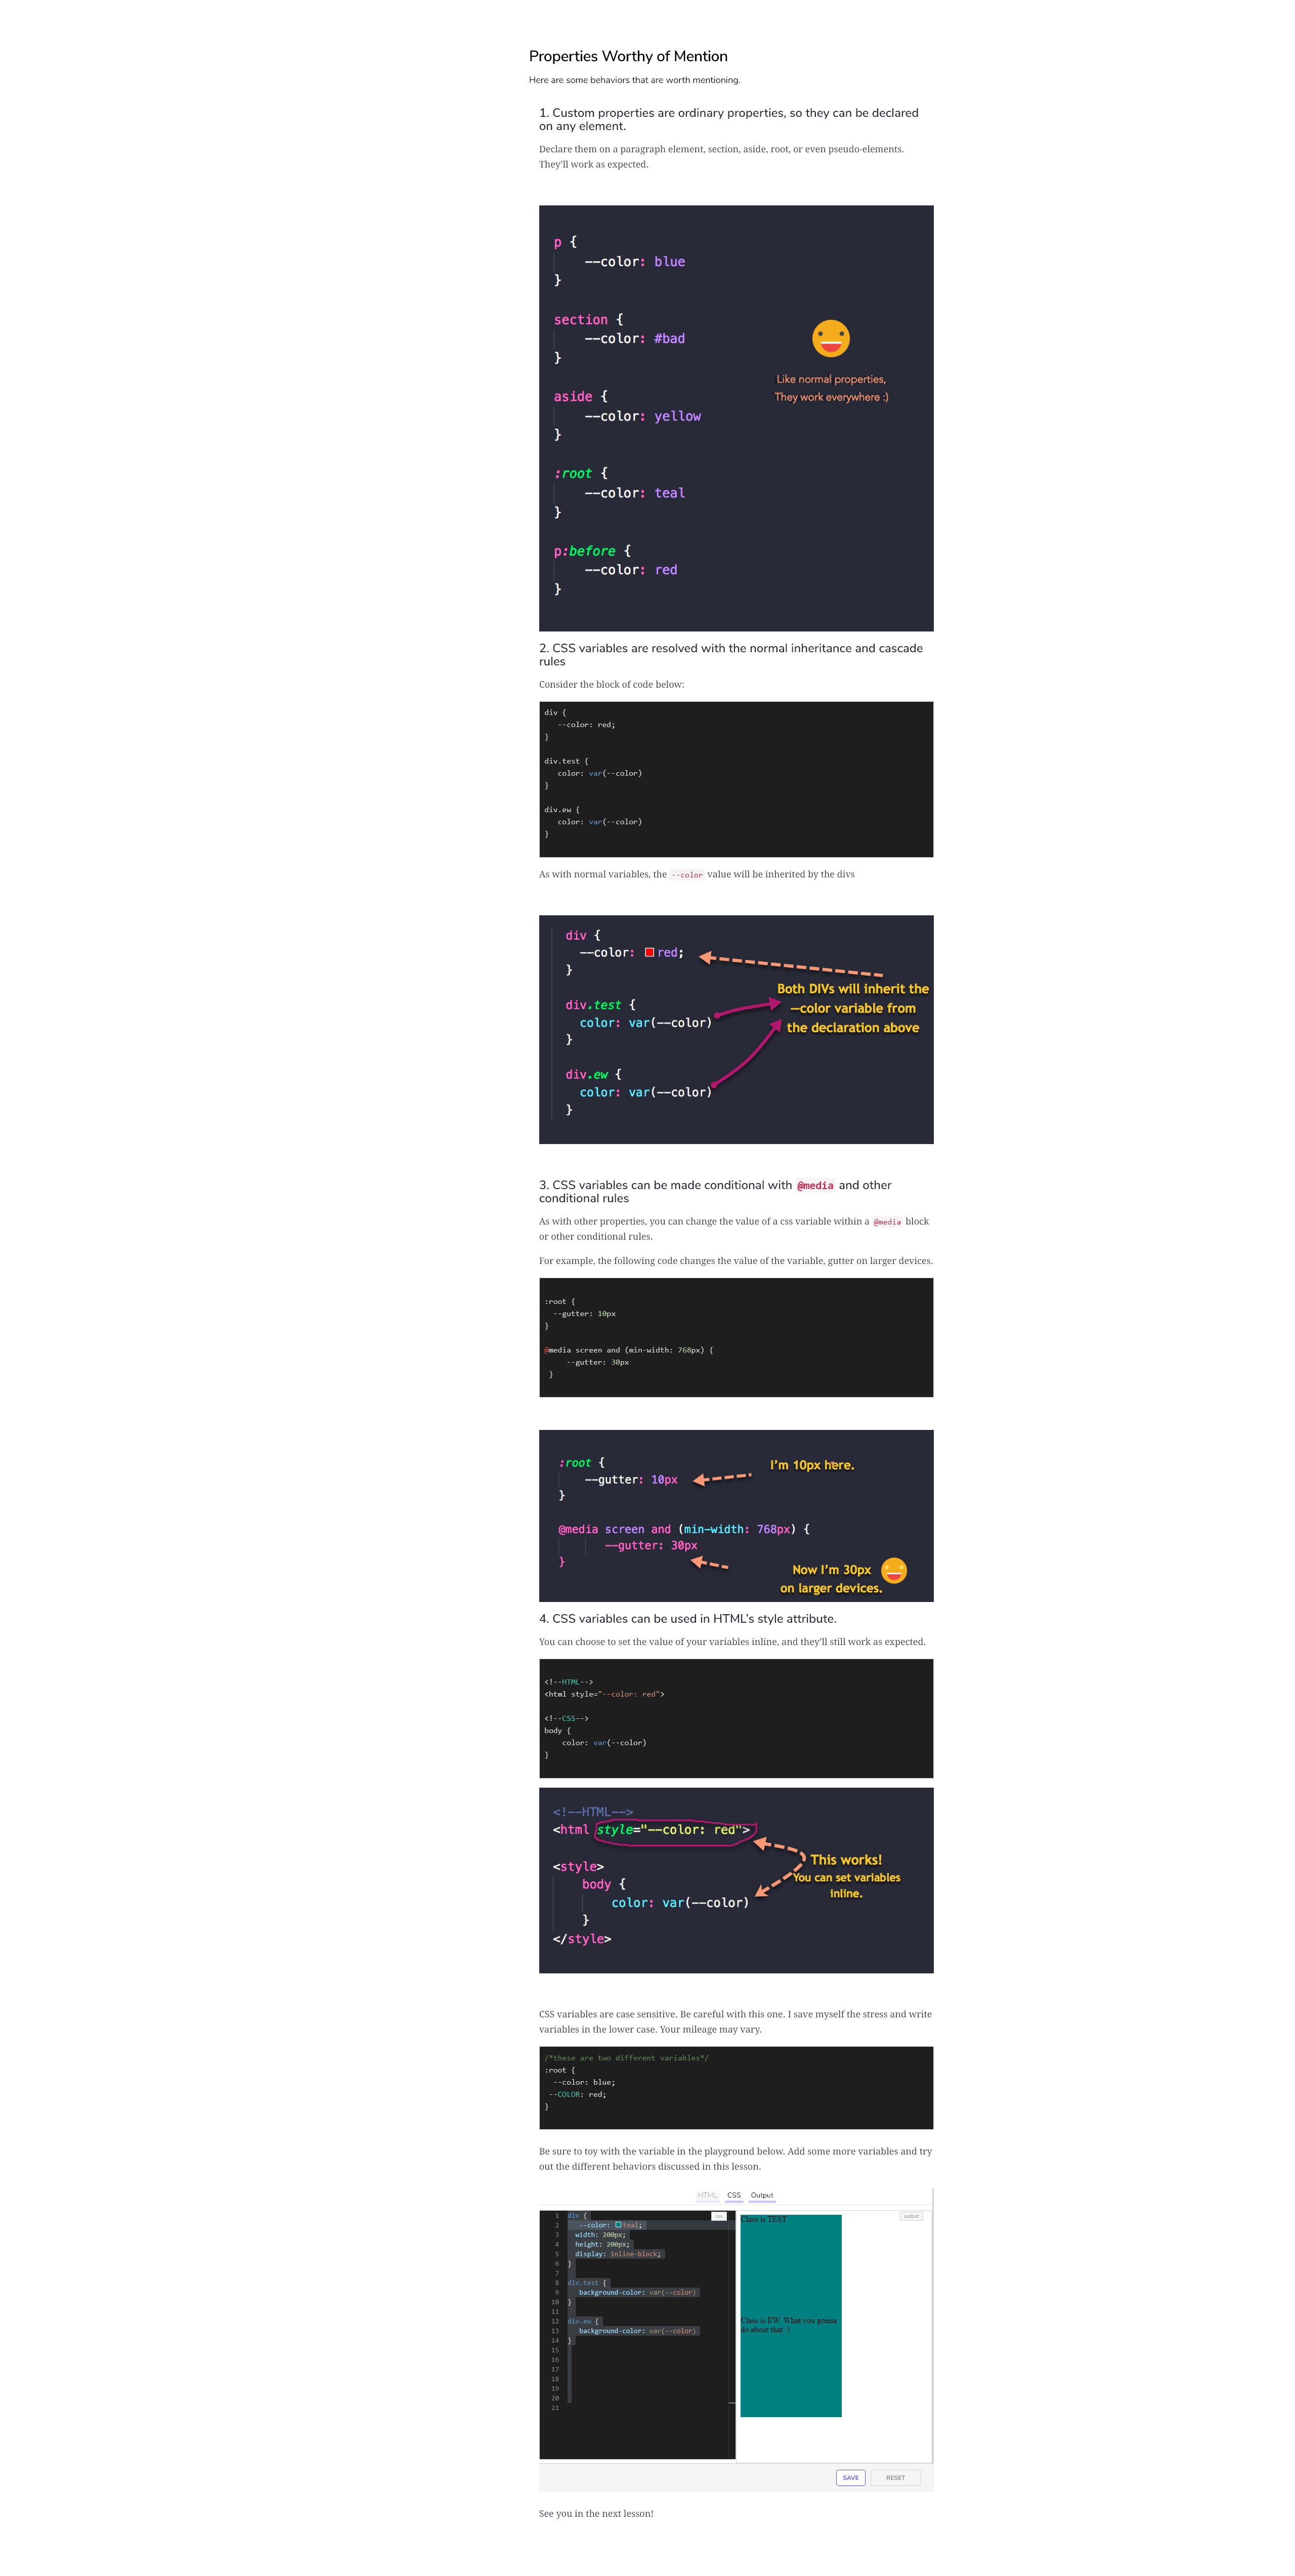 Properties Worthy of Mention
Here are some behaviors that are worth mentioning.
1. Custom properties are ordinary properties, so they can be declared
on any element.
Declare them on a paragraph element, section, aside, root, or even pseudo-elements.
They'll work as expected.
p {
--color: blue
}
section {
--color: #bad
}
aside {
--color: yellow
}
:root {
--color: teal
}
p:before {
--color: red
}
Like normal properties,
They work everywhere :)
2. CSS variables are resolved with the normal inheritance and cascade
rules
Consider the block of code below:
div {
--color: red;
}
div.test {
color: var(--color)
}
div.ew {
color: var(--color)
}
As with normal variables, the --color value will be inherited by the divs
div {
--color: red;
}
div.test {
color: var(--color)
}
div.ew {
color: var(--color)
}
Both DIVs will inherit the
—color variable from
the declaration above
3. CSS variables can be made conditional with @media and other
conditional rules
As with other properties, you can change the value of a css variable within a @media block
or other conditional rules.
For example, the following code changes the value of the variable, gutter on larger devices.
:root {
--gutter: 10px
}
@media screen and (min-width: 768px) {
--gutter: 30px
}
:root {
--gutter: 10px
}
I'm 10px here.
@media screen and (min-width: 768px) {
--gutter: 30px
}
Now I'm 30px
on larger devices.
4. CSS variables can be used in HTML's style attribute.
You can choose to set the value of your variables inline, and they'll still work as expected.
<!--HTML-->
<html style="--color: red">
<!--CSS-->
body {
color: var(--color)
}
<!--HTML-->
<html style="--color: red">
<style>
body {
color: var(--color)
}
</style>
This works!
You can set variables
inline.
CSS variables are case sensitive. Be careful with this one. I save myself the stress and write
variables in the lower case. Your mileage may vary.
/*these are two different variables*/
:root {
--color: blue;
--COLOR: red;
}
Be sure to toy with the variable in the playground below. Add some more variables and try
out the different behaviors discussed in this lesson.
HTML CSS Output
1 div {
2 --color: teal;
3 width: 200px;
4 height: 200px;
5 display: inline-block;
6 }
7
8 div.test {
9 background-color: var(--color)
10 }
11
12 div.ew {
13 background-color: var(--color)
14 }
15
16
17
18
19
20
21
css
output
Class is TEST
Class is EW. What you gonna
do about that :)
SAVE RESET
See you in the next lesson!